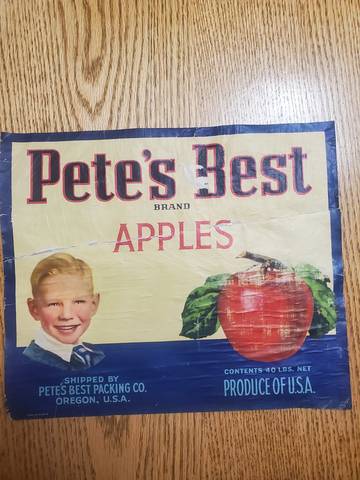 Pete's Best
BRAND
APPLES
SHIPPED BY
PETE'S BEST PACKING CO.
OREGON, U.S.A.
CONTENTS 40 LBS. NET
PRODUCE OF U.S.A.